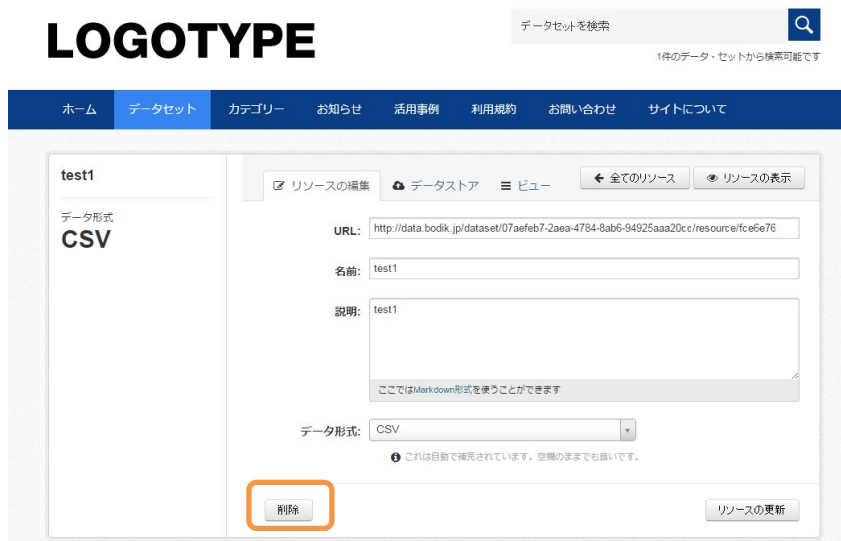 LOGOTYPE
データセットを検索
1件のデータ・セットから検索可能です
ホーム データセット カテゴリー お知らせ 活用事例 利用規約 お問い合わせ サイトについて
test1
データ形式
CSV
リソースの編集 データストア ビュー
全てのリソース リソースの表示
URL: http://data.bodik.jp/dataset/07aefeb7-2aea-4784-8ab6-94925aaa20cc/resource/fce6e76
名前: test1
説明: test1
ここではMarkdown形式を使うことができます
データ形式: CSV
これは自動で補完されています。空欄のままでも良いです。
削除 リソースの更新